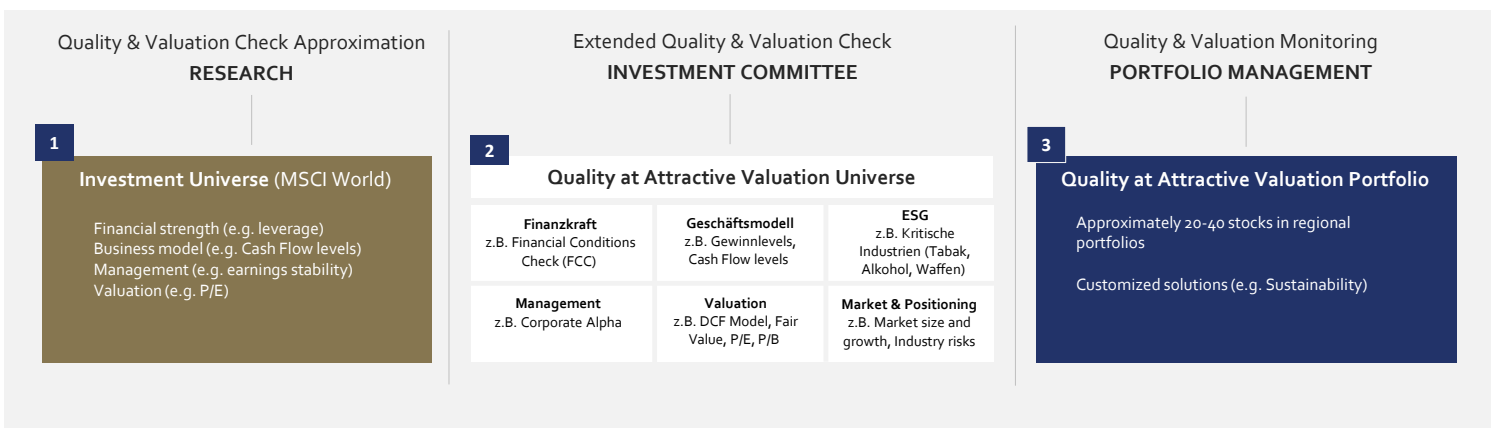 Quality & Valuation Check Approximation
RESEARCH
1
Investment Universe (MSCI World)
Financial strength (e.g. leverage)
Business model (e.g. Cash Flow levels)
Management (e.g. earnings stability)
Valuation (e.g. P/E)
Extended Quality & Valuation Check
INVESTMENT COMMITTEE
2
Quality at Attractive Valuation Universe
Finanzkraft
z.B. Financial Conditions
Check (FCC)
Geschäftsmodell
z.B. Gewinnlevels,
Cash Flow levels
ESG
z.B. Kritische
Industrien (Tabak,
Alkohol, Waffen)
Management
z.B. Corporate Alpha
Valuation
z.B. DCF Model, Fair
Value, P/E, P/B
Market & Positioning
z.B. Market size and
growth, Industry risks
Quality & Valuation Monitoring
PORTFOLIO MANAGEMENT
3
Quality at Attractive Valuation Portfolio
Approximately 20-40 stocks in regional
portfolios
Customized solutions (e.g. Sustainability)